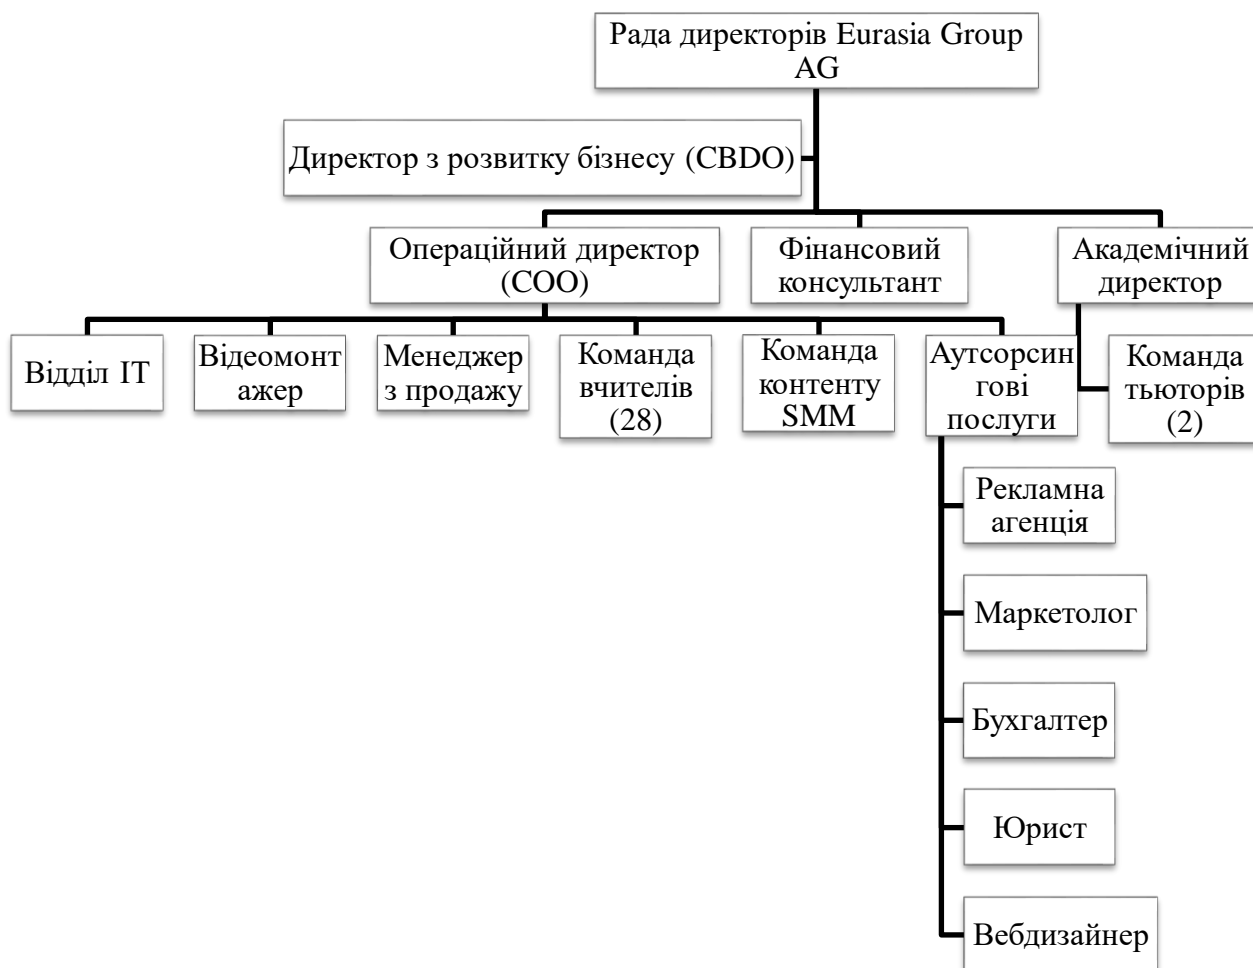 Рада директорів Eurasia Group
AG
Директор з розвитку бізнесу (CBDO)
Операційний директор
(COO)
Фінансовий
консультант
Академічний
директор
Відділ ІТ
Відеомонт
ажер
Менеджер
з продажу
Команда
вчителів
(28)
Команда
контенту
SMM
Аутсорсин
гові
послуги
Команда
тьюторів
(2)
Рекламна
агенція
Маркетолог
Бухгалтер
Юрист
Вебдизайнер